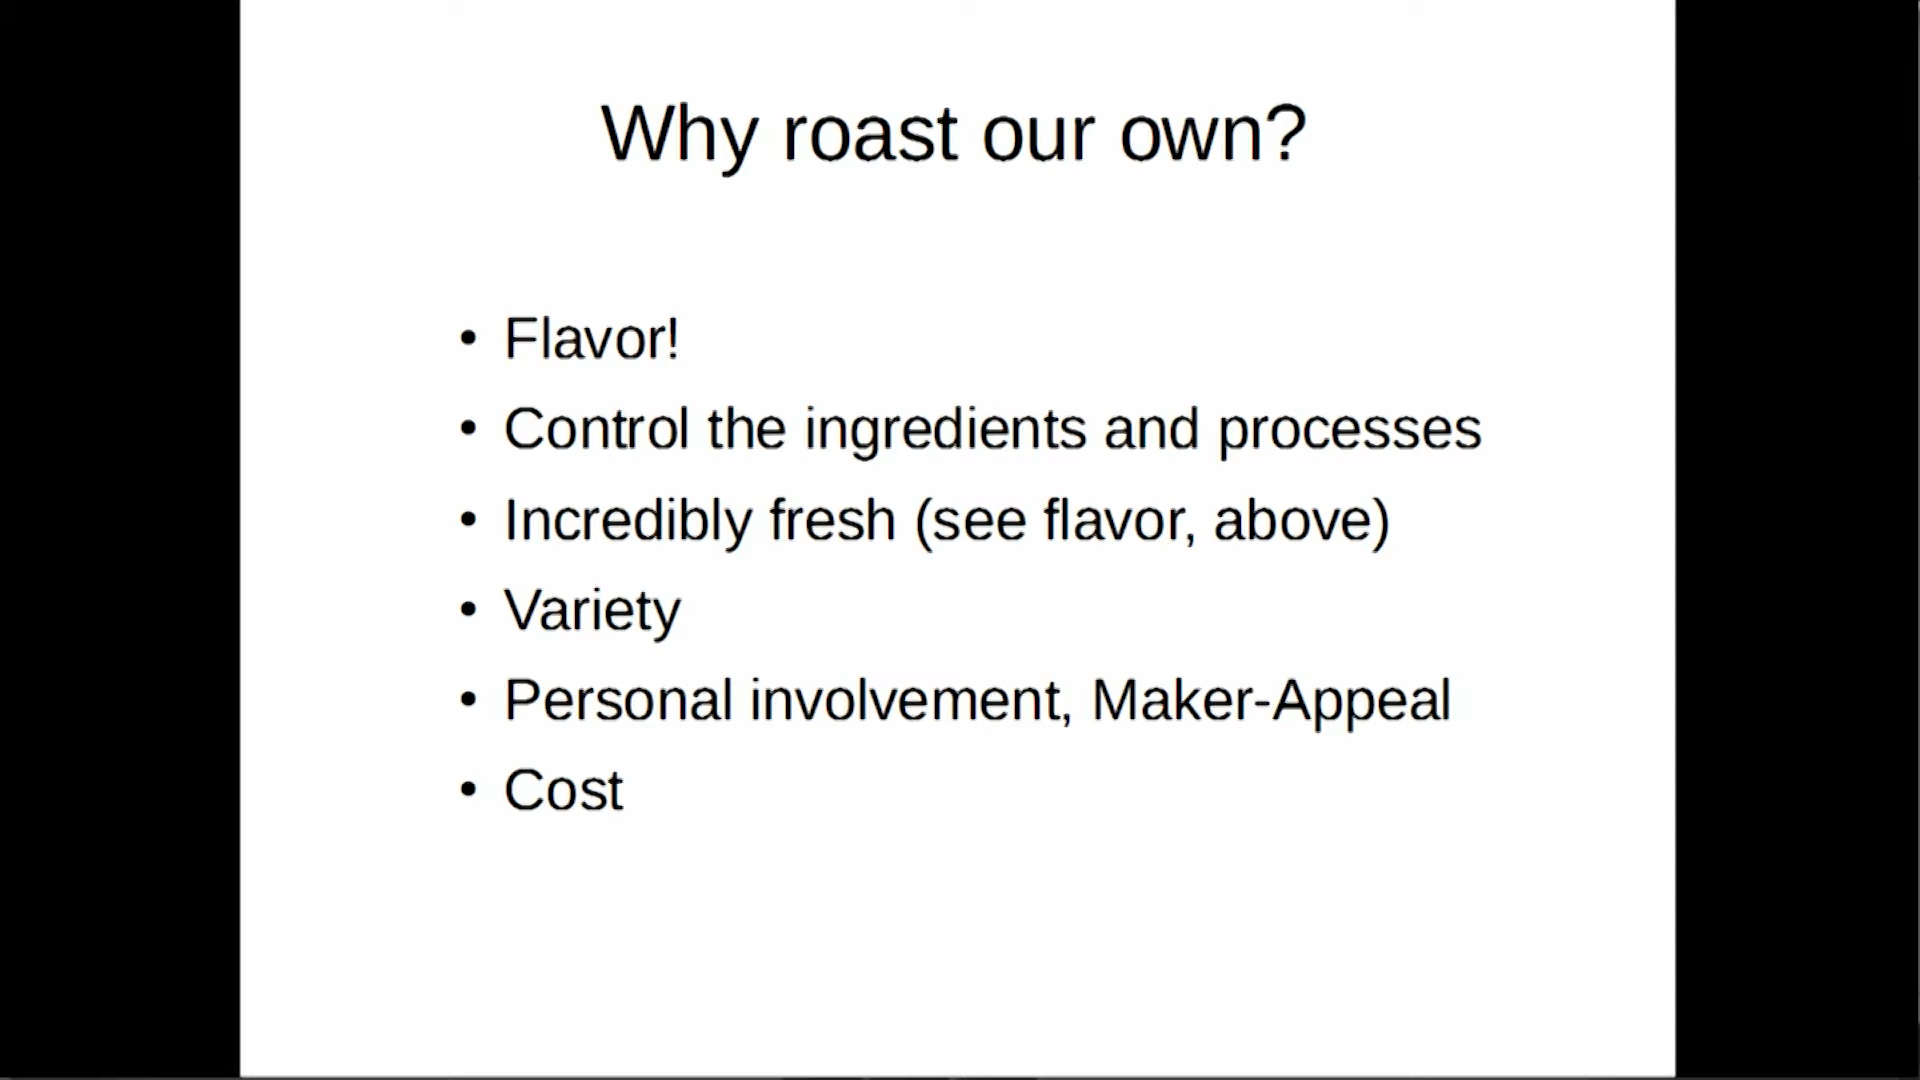 Why roast our own?
• Flavor!
• Control the ingredients and processes
• Incredibly fresh (see flavor, above)
• Variety
• Personal involvement, Maker-Appeal
• Cost